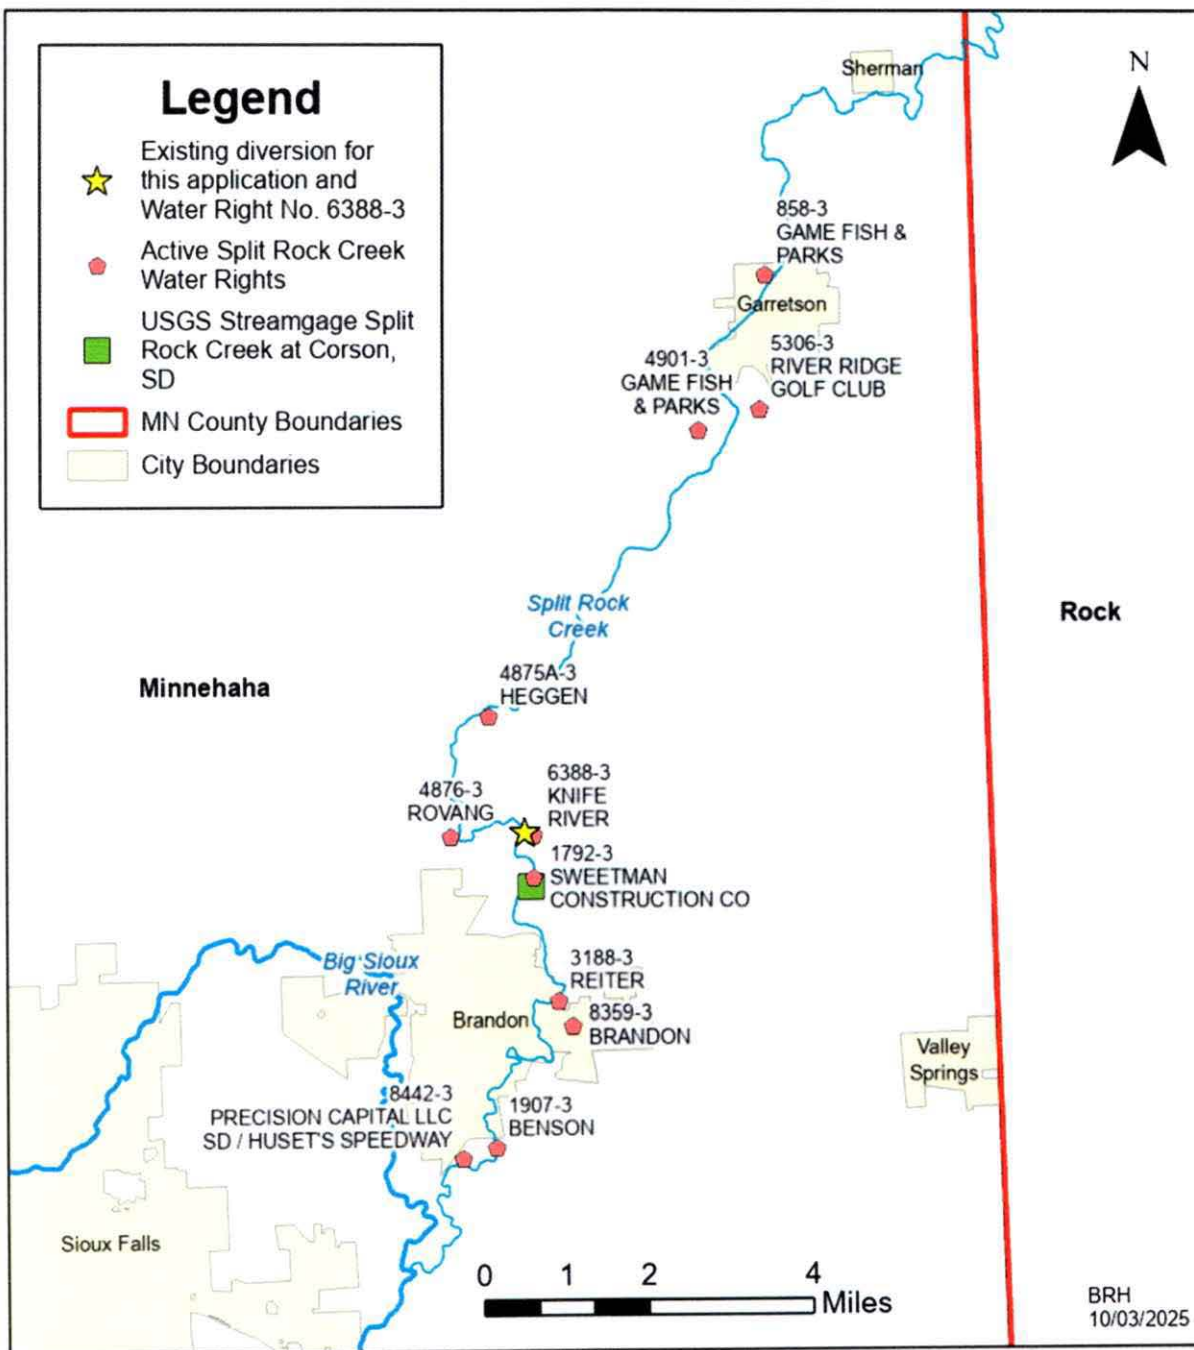 Legend
Existing diversion for
this application and
Water Right No. 6388-3
Active Split Rock Creek
Water Rights
USGS Streamgage Split
Rock Creek at Corson,
SD
MN County Boundaries
City Boundaries
Sherman
N
858-3
GAME FISH &
PARKS
Garretson
5306-3
RIVER RIDGE
GOLF CLUB
4901-3
GAME FISH
& PARKS
Split Rock
Creek
Rock
Minnehaha
4875A-3
HEGGEN
4876-3
ROVANG
6388-3
KNIFE
RIVER
1792-3
SWEETMAN
CONSTRUCTION CO
Big Sioux
River
3188-3
REITER
Brandon
8359-3
BRANDON
Valley
Springs
8442-3
PRECISION CAPITAL LLC
SD / HUSET'S SPEEDWAY
1907-3
BENSON
Sioux Falls
0 1 2 4
Miles
BRH
10/03/2025